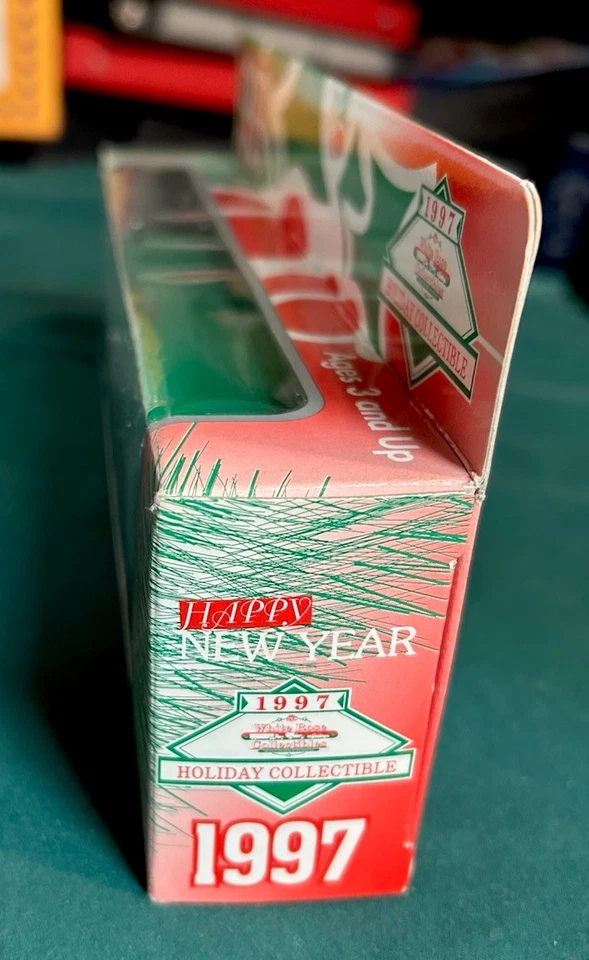 1997
HOLIDAY COLLECTIBLE
Ages 3 and Up
HAPPY
NEW YEAR
1997
White Rose
Collectibles
HOLIDAY COLLECTIBLE
1997